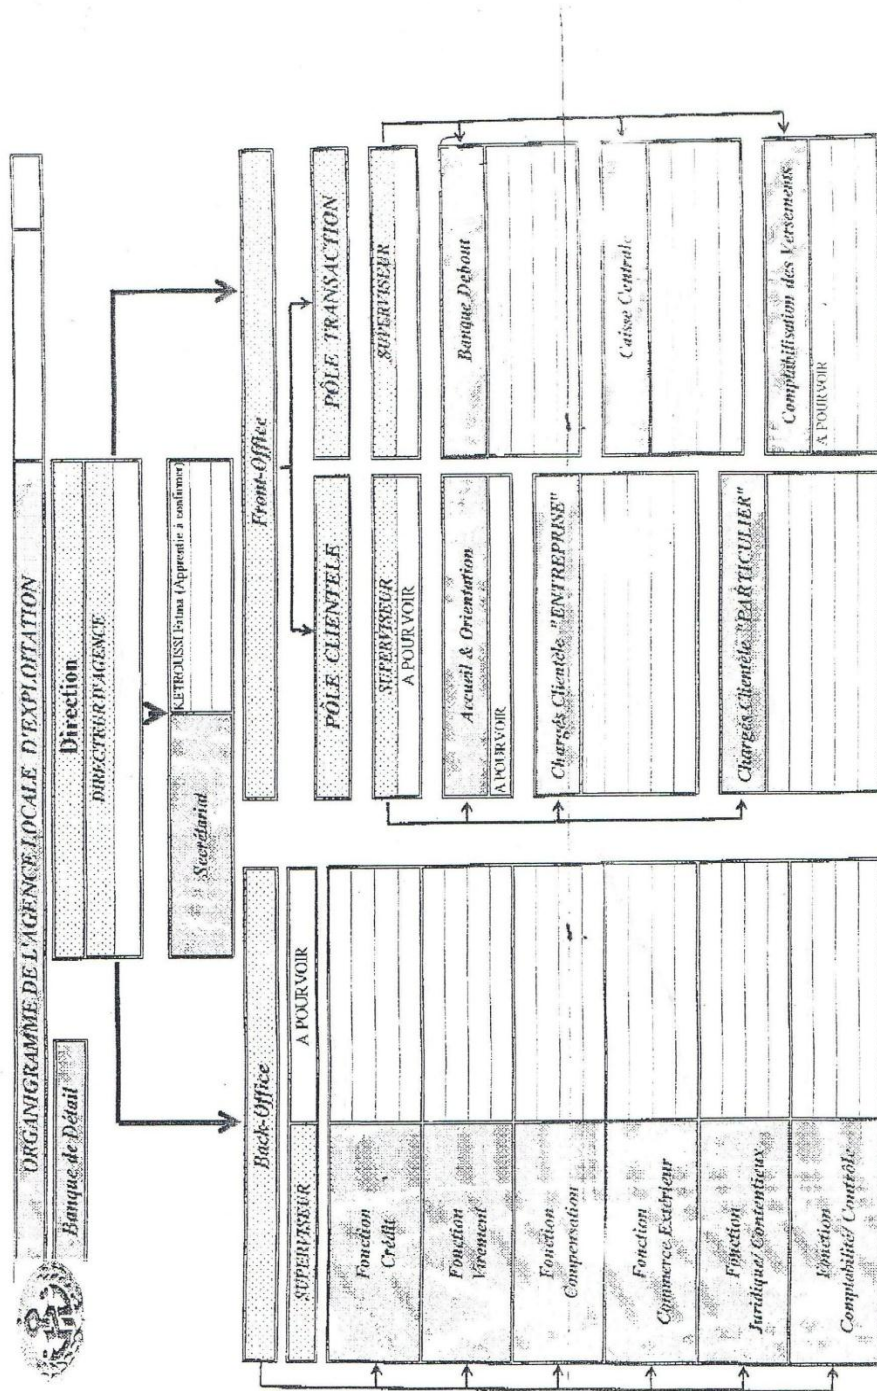 ORGANIGRAMME DE L'AGENCE LOCALE D'EXPLOITATION
Banque de Détail
Direction
DIRECTEUR D'AGENCE
Secrétariat
KETROUSSI Fatma (Apprentie à confirmer)
Back-Office
SUPERVISEUR
A POURVOIR
Fonction
Crédit
Fonction
Virement
Fonction
Compensation
Fonction
Commerce Extérieur
Fonction
Juridique/ Contentieux
Fonction
Comptabilité/ Contrôle
Front-Office
PÔLE CLIENTELE
SUPERVISEUR
A POURVOIR
Accueil & Orientation
A POURVOIR
Chargés Clientèle "ENTREPRISE"
Chargés Clientèle "PARTICULIER"
PÔLE TRANSACTION
SUPERVISEUR
Banque Debout
Caisse Centrale
Comptabilisation des Versements
A POURVOIR